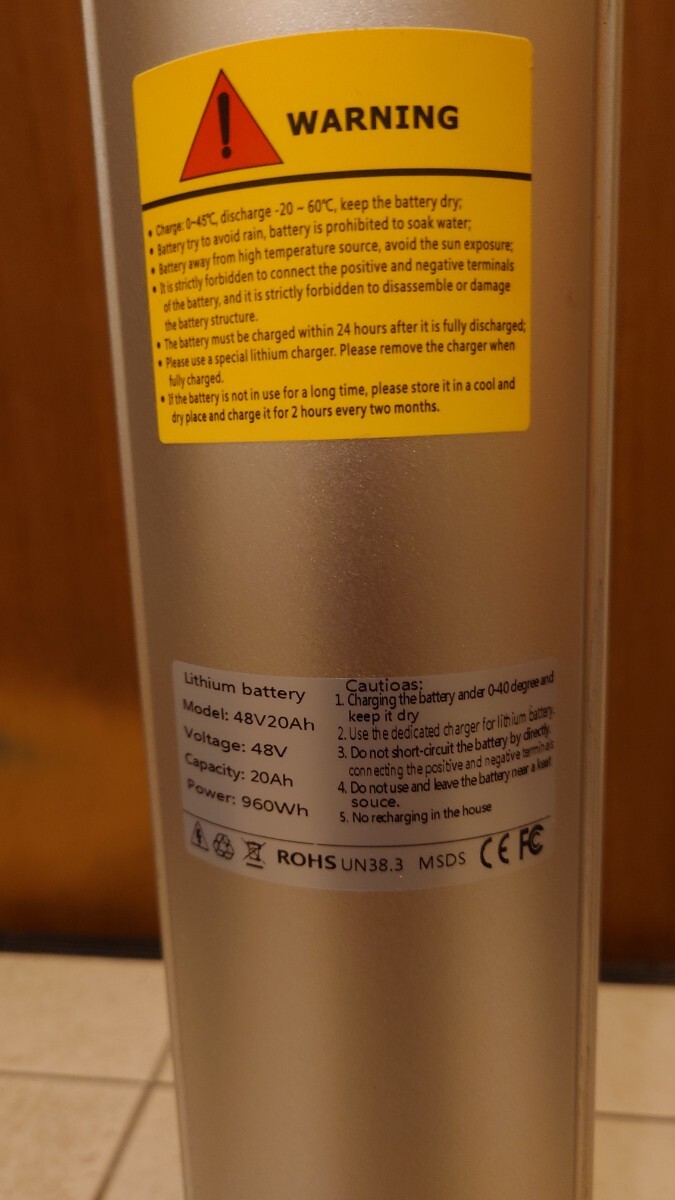 WARNING
• Charge: 0~45℃, discharge -20 ~ 60℃, keep the battery dry;
• Battery try to avoid rain, battery is prohibited to soak water;
• Battery away from high temperature source, avoid the sun exposure;
• It is strictly forbidden to connect the positive and negative terminals
of the battery, and it is strictly forbidden to disassemble or damage
the battery structure.
• The battery must be charged within 24 hours after it is fully discharged;
• Please use a special lithium charger. Please remove the charger when
fully charged.
• If the battery is not in use for a long time, please store it in a cool and
dry place and charge it for 2 hours every two months.
Lithium battery
Model: 48V20Ah
Voltage: 48V
Capacity: 20Ah
Power: 960Wh
Cautioas:
1. Charging the battery ander 0-40 degree and
keep it dry
2. Use the dedicated charger for lithium battery.
3. Do not short-circuit the battery by directly
connecting the positive and negative terminals
4. Do not use and leave the battery near a heat
souce.
5. No recharging in the house
ROHS UN38.3 MSDS CE FC